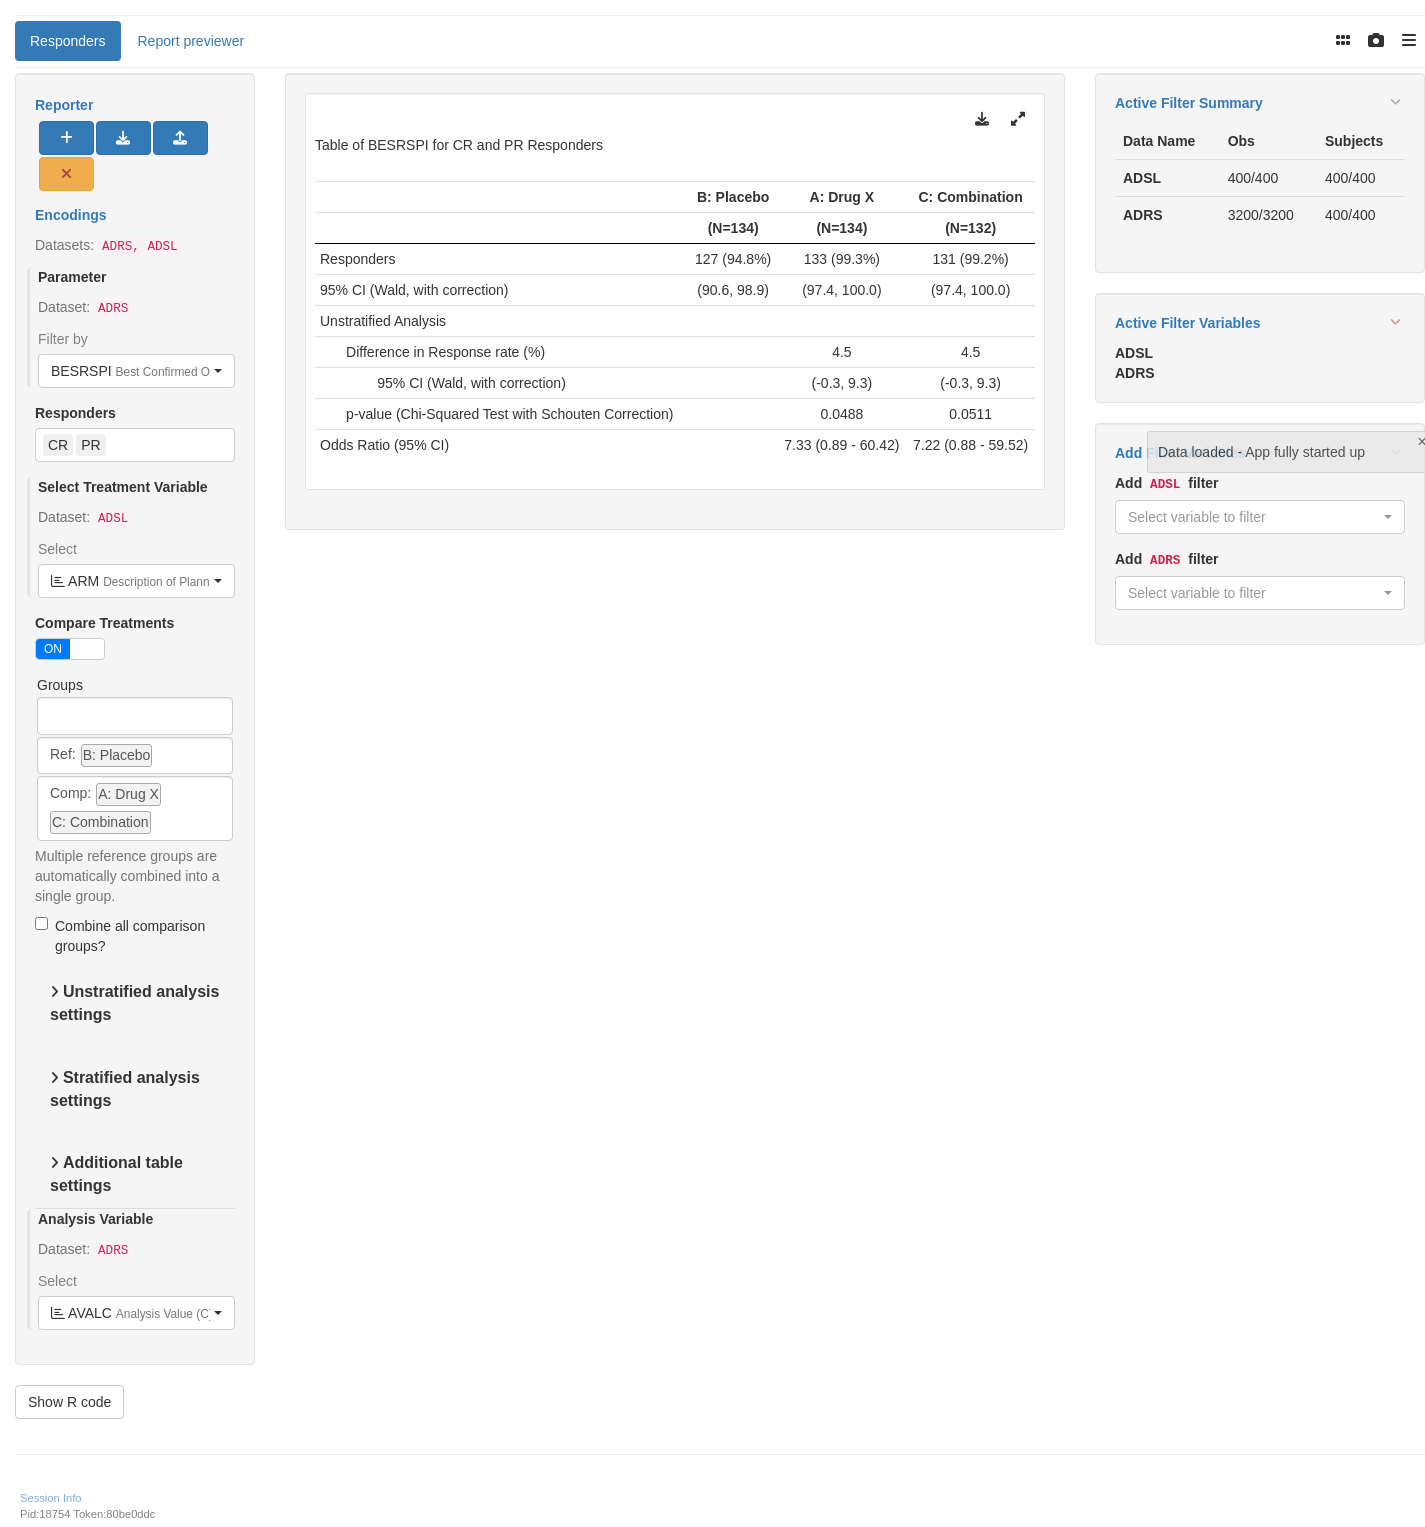 Responders
Report previewer
Reporter
Encodings
Datasets: ADRS, ADSL
Parameter
Dataset: ADRS
Filter by
BESRSPI Best Confirmed O
Responders
CR PR
Select Treatment Variable
Dataset: ADSL
Select
ARM Description of Plann
Compare Treatments
ON
Groups
Ref: B: Placebo
Comp: A: Drug X
C: Combination
Multiple reference groups are
automatically combined into a
single group.
Combine all comparison
groups?
Unstratified analysis
settings
Stratified analysis
settings
Additional table
settings
Analysis Variable
Dataset: ADRS
Select
AVALC Analysis Value (C)
Show R code
Table of BESRSPI for CR and PR Responders
B: Placebo A: Drug X C: Combination
(N=134) (N=134) (N=132)
Responders 127 (94.8%) 133 (99.3%) 131 (99.2%)
95% CI (Wald, with correction) (90.6, 98.9) (97.4, 100.0) (97.4, 100.0)
Unstratified Analysis
Difference in Response rate (%) 4.5 4.5
95% CI (Wald, with correction) (-0.3, 9.3) (-0.3, 9.3)
p-value (Chi-Squared Test with Schouten Correction) 0.0488 0.0511
Odds Ratio (95% CI) 7.33 (0.89 - 60.42) 7.22 (0.88 - 59.52)
Active Filter Summary
Data Name Obs Subjects
ADSL 400/400 400/400
ADRS 3200/3200 400/400
Active Filter Variables
ADSL
ADRS
Add
Data loaded - App fully started up
×
Add ADSL filter
Select variable to filter
Add ADRS filter
Select variable to filter
Session Info
Pid:18754 Token:80be0ddc